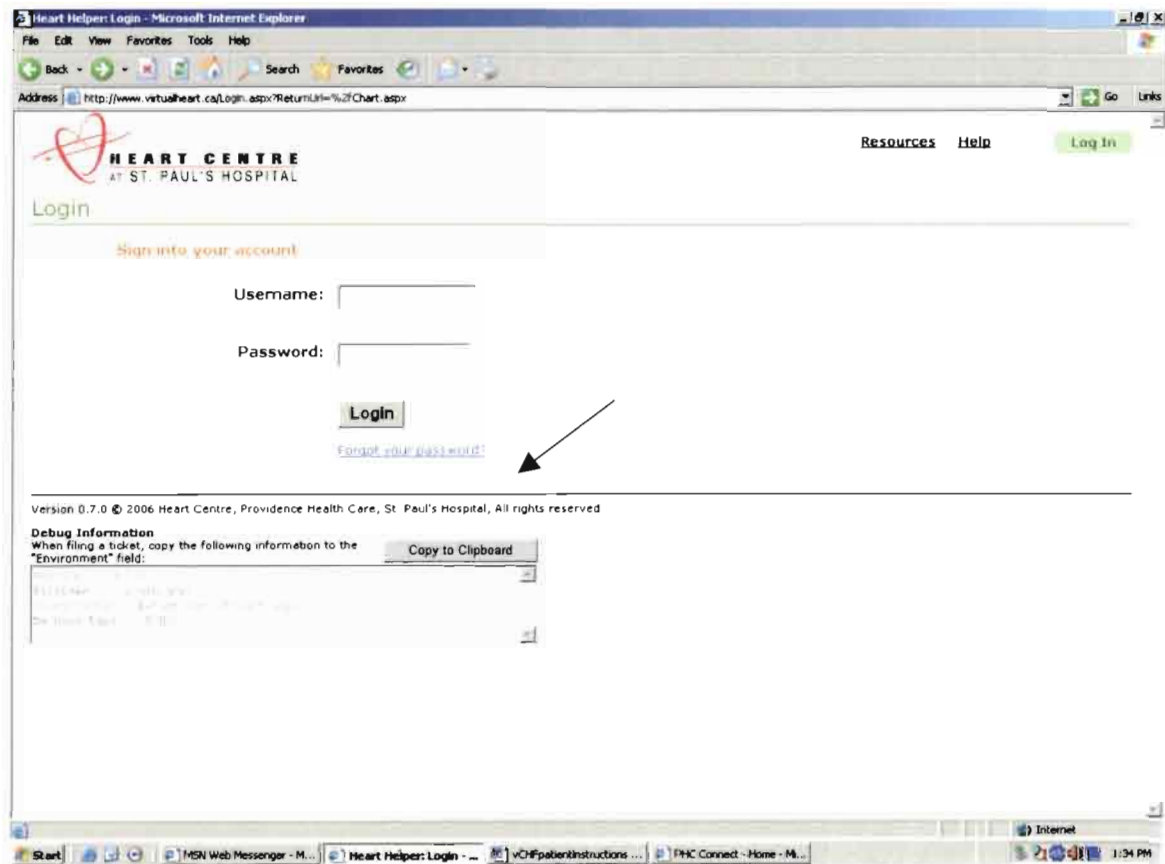 Heart Helper: Login - Microsoft Internet Explorer
File Edit View Favorites Tools Help
Back Search Favorites
Address http://www.virtualheart.ca/Login.aspx?ReturnUrl=%2fChart.aspx Go Links
HEART CENTRE
AT ST. PAUL'S HOSPITAL
Resources Help Log In
Login
Sign into your account
Username:
Password:
Login
Forgot your password?
Version 0.7.0 © 2006 Heart Centre, Providence Health Care, St Paul's Hospital, All rights reserved
Debug Information
When filing a ticket, copy the following information to the
"Environment" field:
Copy to Clipboard
Internet
Start MSN Web Messenger - M... Heart Helper: Login - ... vCHFpatientInstructions ... PHC Connect - Home - Mi... 1:34 PM